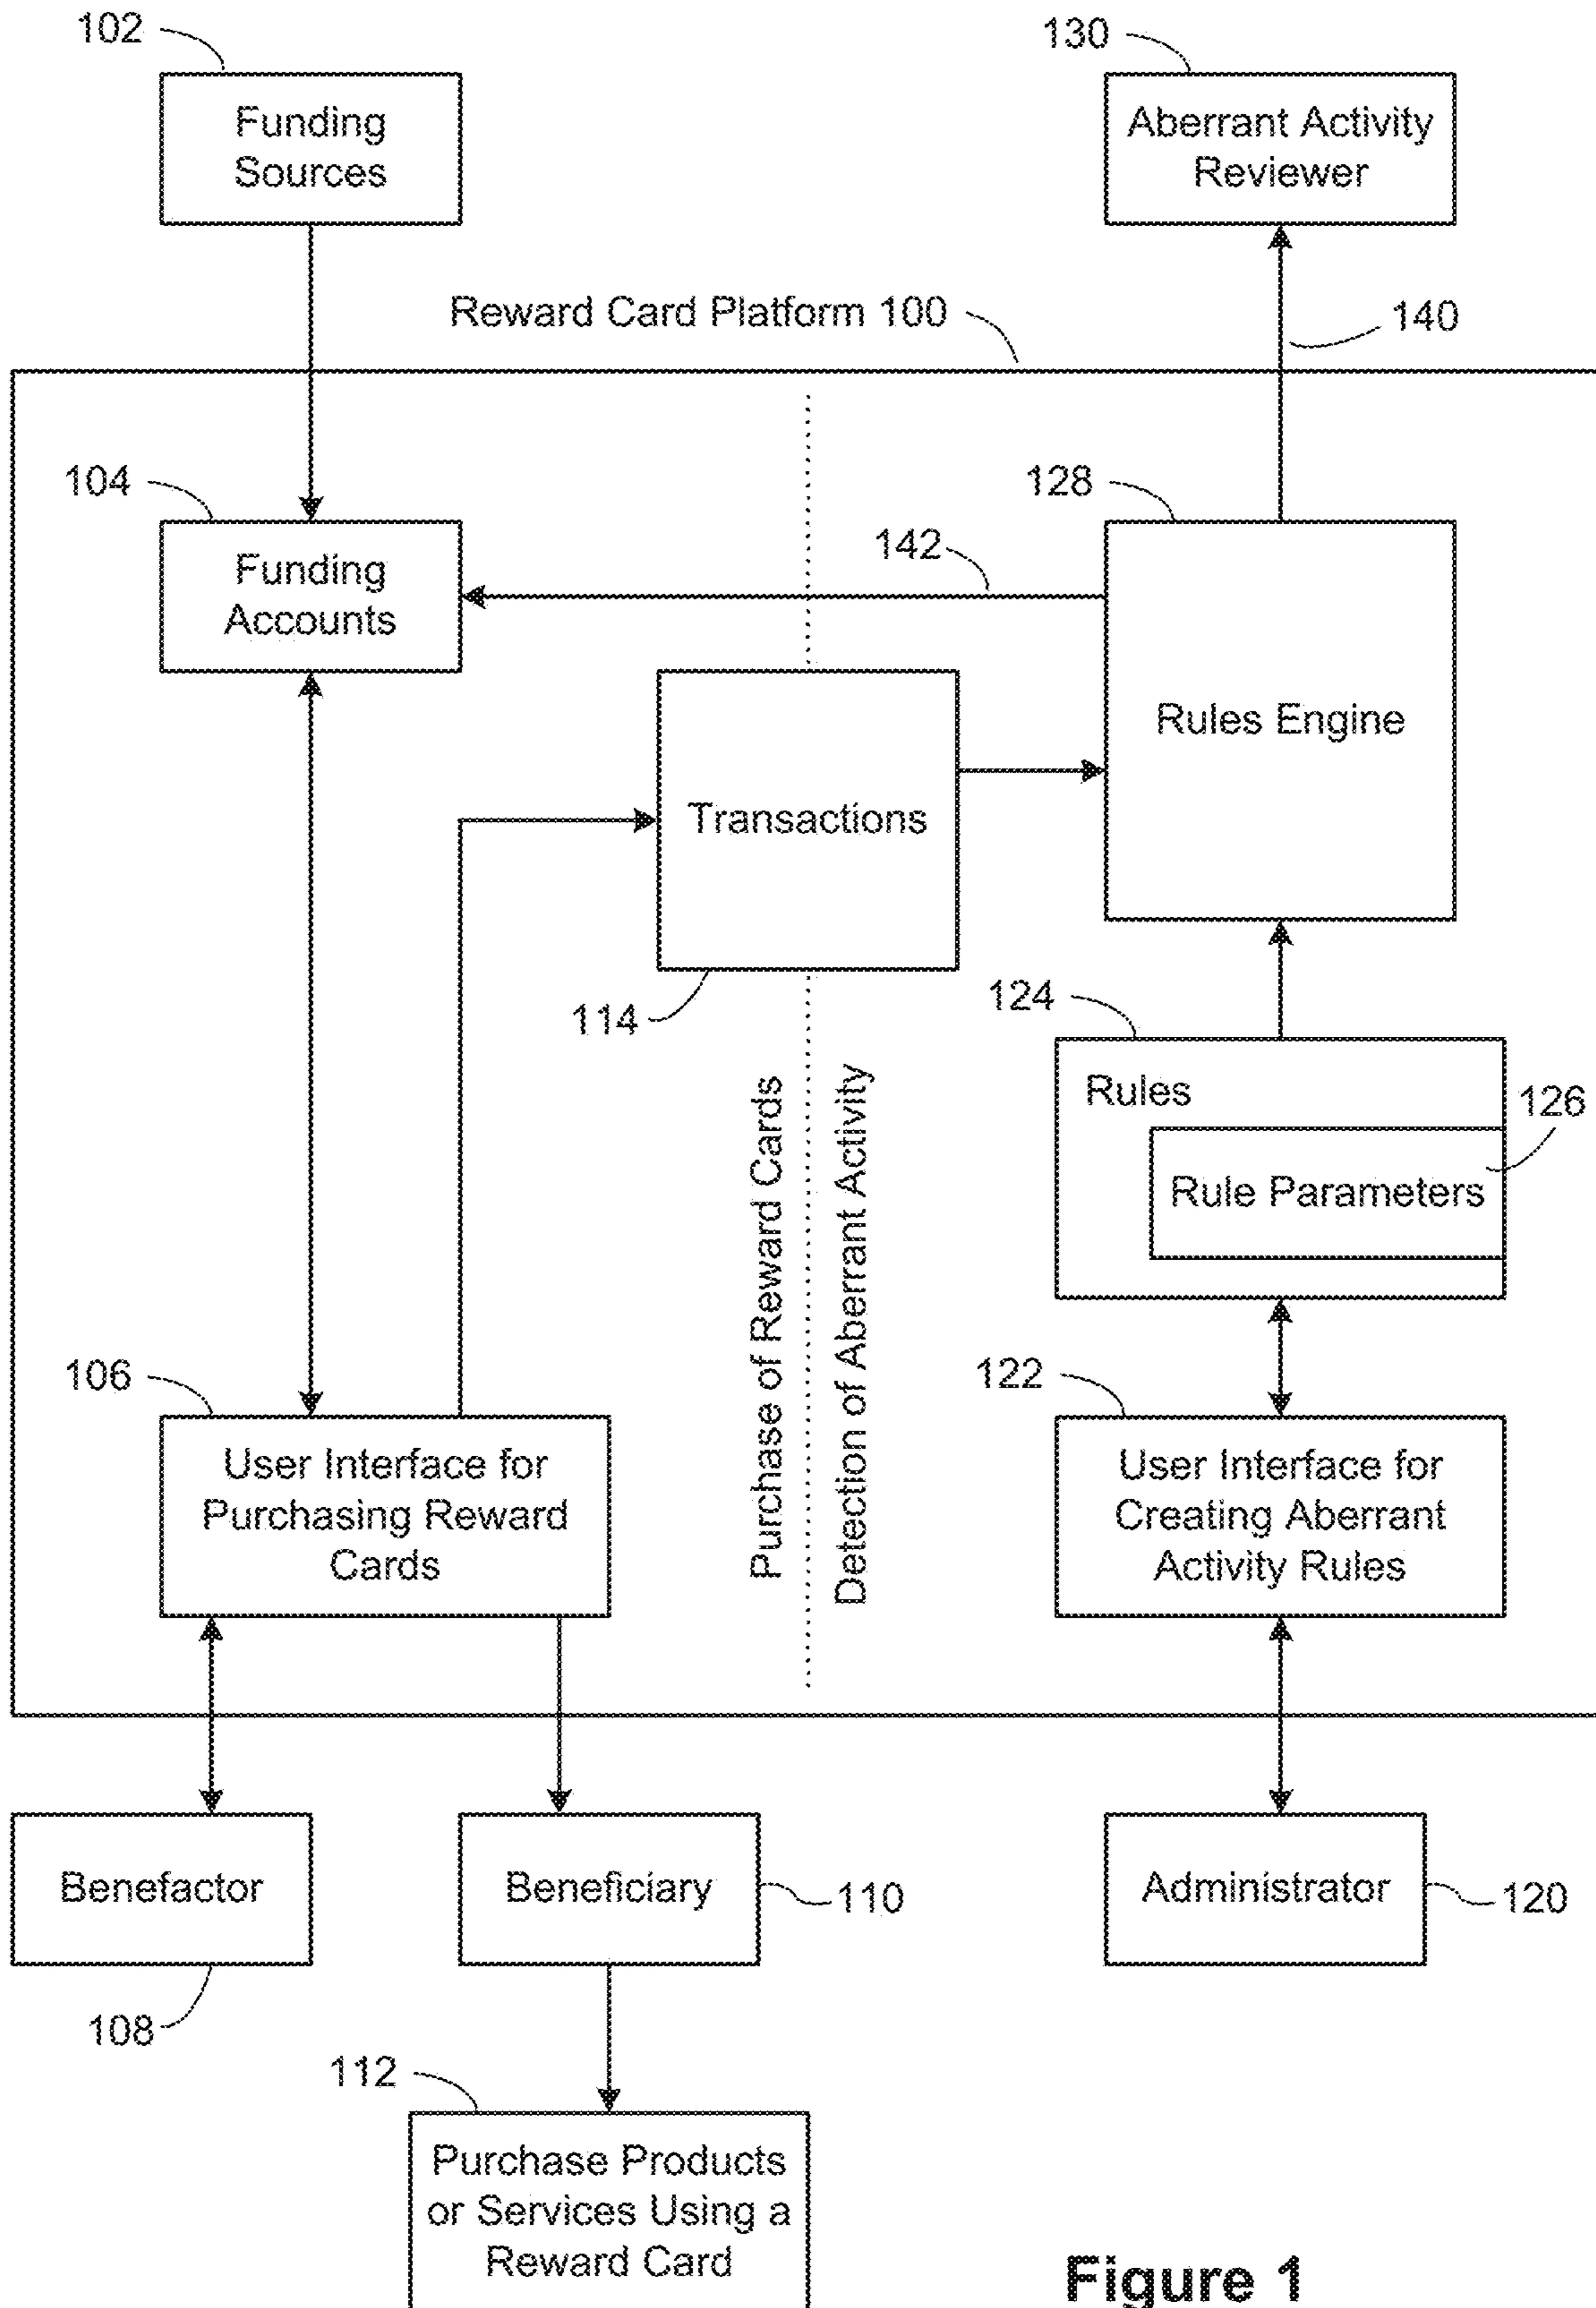 102
130
Funding
Sources
Aberrant Activity
Reviewer
Reward Card Platform 100
140
104
128
Funding
Accounts
142
Rules Engine
Transactions
114
124
Rules
126
Rule Parameters
Purchase of Reward Cards
Detection of Aberrant Activity
106
122
User Interface for
Purchasing Reward
Cards
User Interface for
Creating Aberrant
Activity Rules
Benefactor
Beneficiary
110
Administrator
120
108
112
Purchase Products
or Services Using a
Reward Card
Figure 1